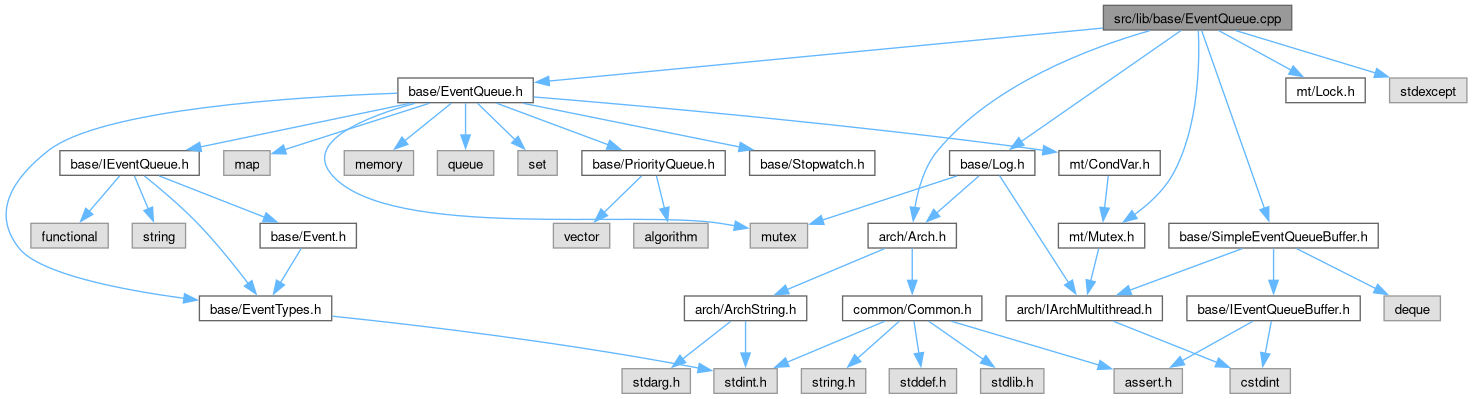 src/lib/base/EventQueue.cpp
base/EventQueue.h
mt/Lock.h
stdexcept
base/IEventQueue.h
map
memory
queue
set
base/PriorityQueue.h
base/Stopwatch.h
base/Log.h
mt/CondVar.h
functional
string
base/Event.h
vector
algorithm
mutex
arch/Arch.h
mt/Mutex.h
base/SimpleEventQueueBuffer.h
base/EventTypes.h
arch/ArchString.h
common/Common.h
arch/IArchMultithread.h
base/IEventQueueBuffer.h
deque
stdarg.h
stdint.h
string.h
stddef.h
stdlib.h
assert.h
cstdint